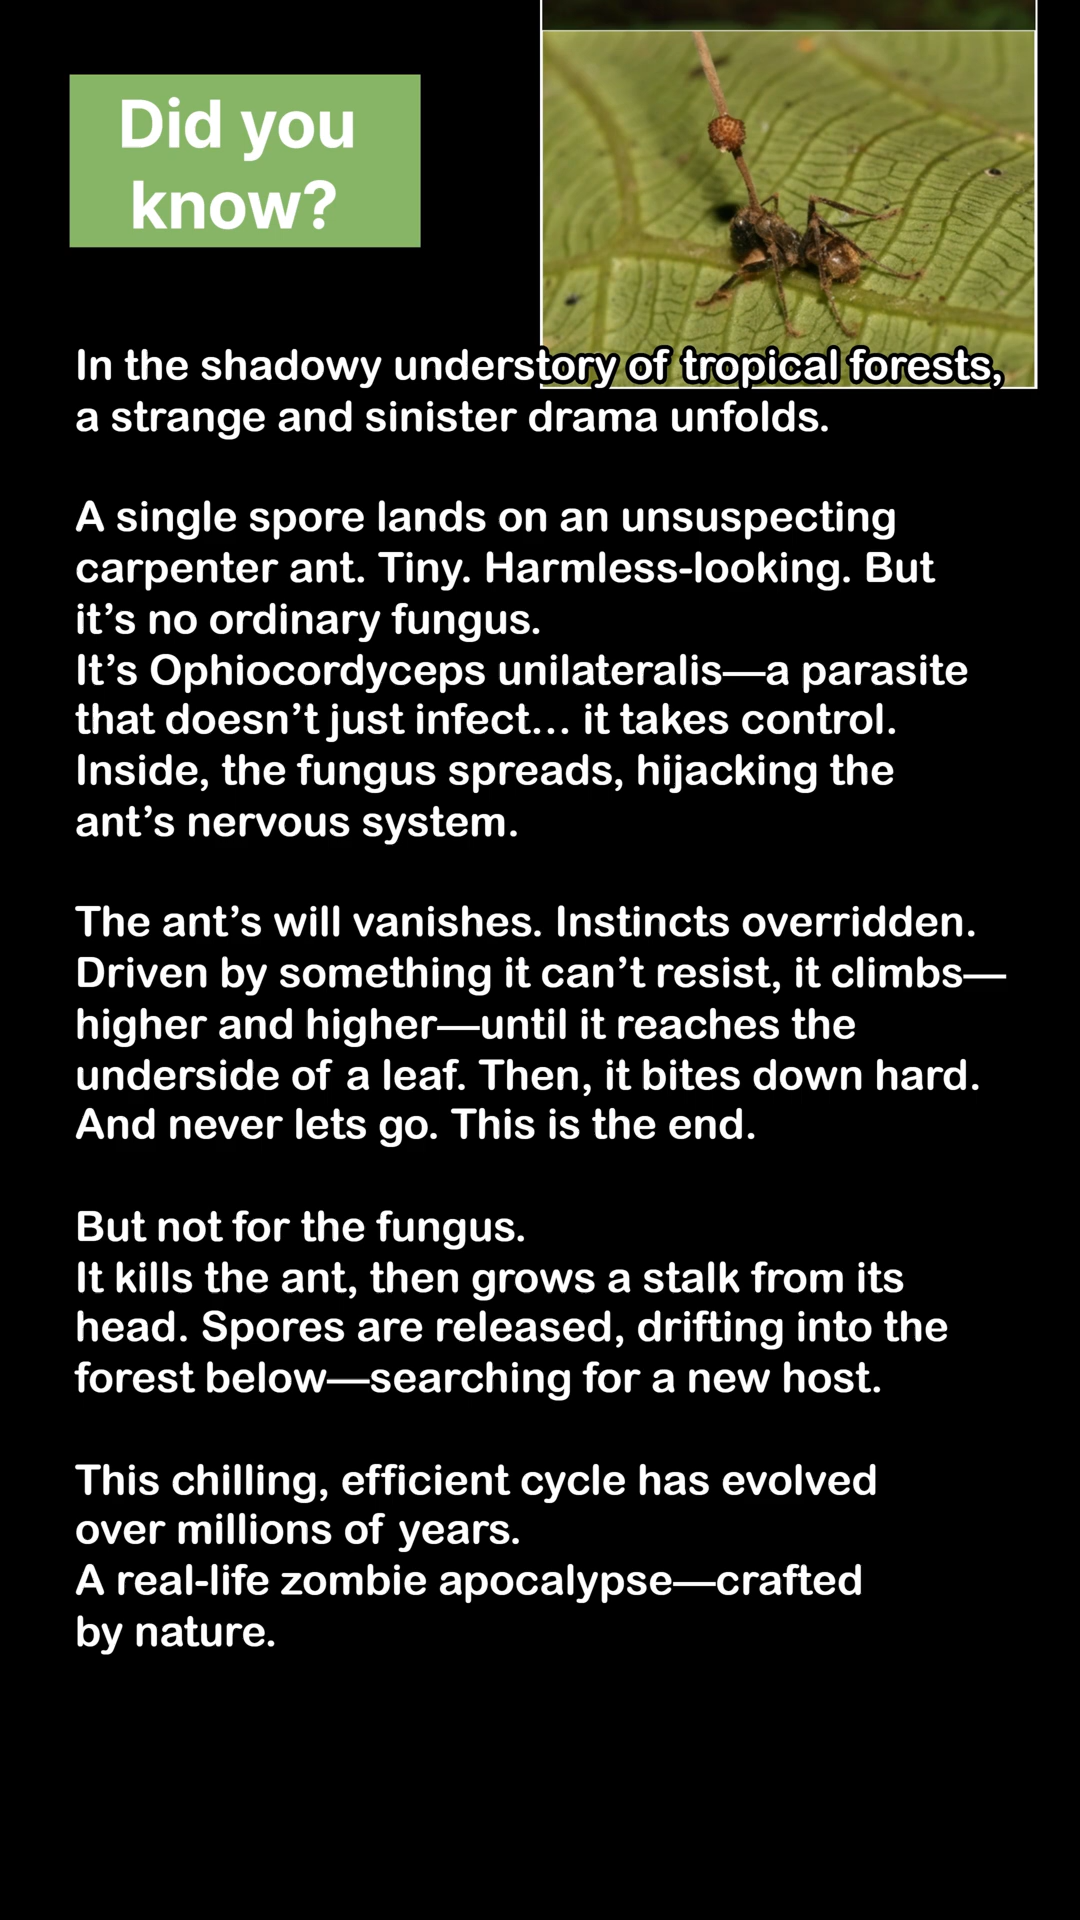 Did you
know?
In the shadowy understory of tropical forests,
a strange and sinister drama unfolds.
A single spore lands on an unsuspecting
carpenter ant. Tiny. Harmless-looking. But
it’s no ordinary fungus.
It’s Ophiocordyceps unilateralis—a parasite
that doesn’t just infect… it takes control.
Inside, the fungus spreads, hijacking the
ant’s nervous system.
The ant’s will vanishes. Instincts overridden.
Driven by something it can’t resist, it climbs—
higher and higher—until it reaches the
underside of a leaf. Then, it bites down hard.
And never lets go. This is the end.
But not for the fungus.
It kills the ant, then grows a stalk from its
head. Spores are released, drifting into the
forest below—searching for a new host.
This chilling, efficient cycle has evolved
over millions of years.
A real-life zombie apocalypse—crafted
by nature.